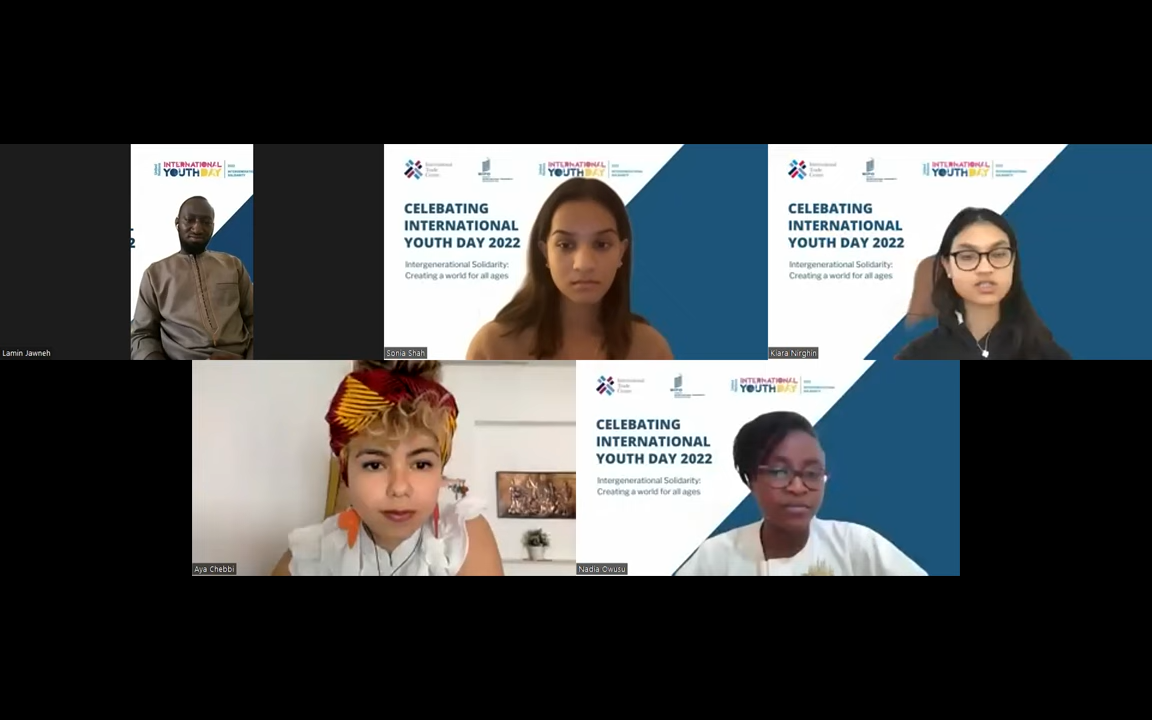 INTERNATIONAL
YOUTH DAY
2
Lamin Jawneh
International
Trade
Centre
INTERNATIONAL
YOUTH DAY
CELEBATING
INTERNATIONAL
YOUTH DAY 2022
Intergenerational Solidarity:
Creating a world for all ages
Sonia Shah
International
Trade
Centre
INTERNATIONAL
YOUTH DAY
CELEBATING
INTERNATIONAL
YOUTH DAY 2022
Intergenerational Solidarity:
Creating a world for all ages
Kiara Nirghin
Aya Chebbi
International
Trade
Centre
INTERNATIONAL
YOUTH DAY
CELEBATING
INTERNATIONAL
YOUTH DAY 2022
Intergenerational Solidarity:
Creating a world for all ages
Nadia Owusu